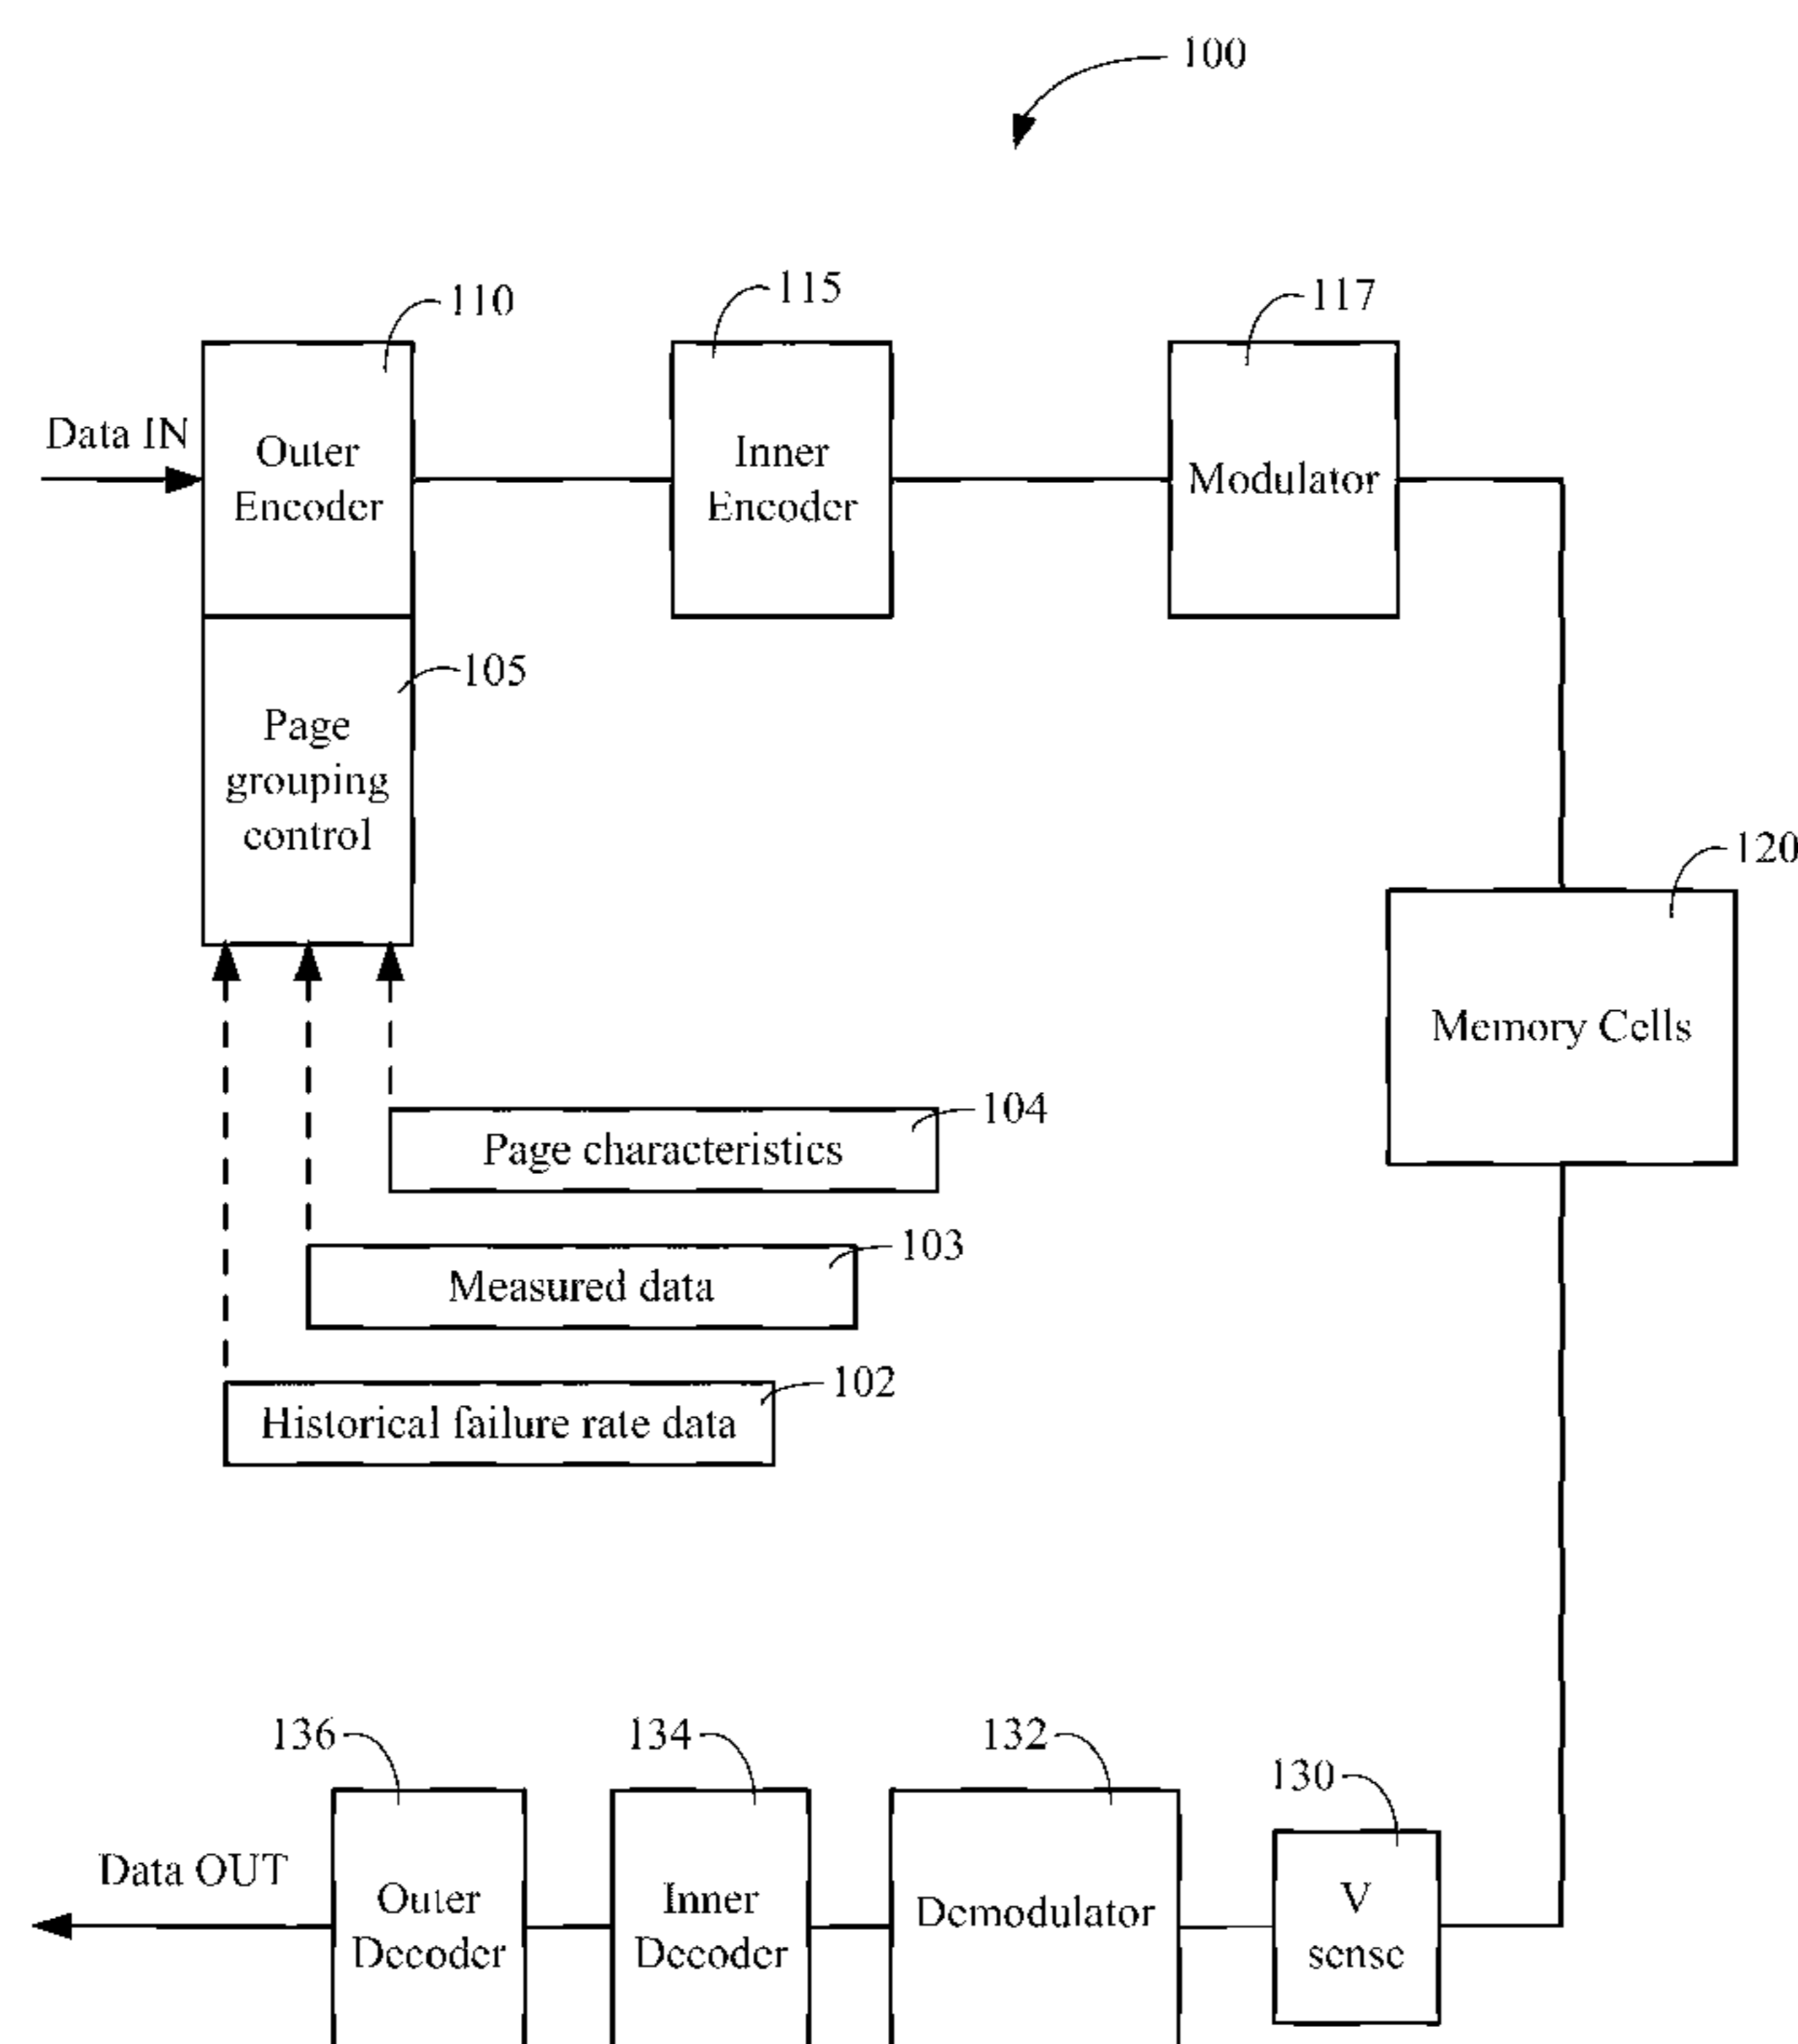 100
110
115
117
Data IN
Outer
Encoder
Inner
Encoder
Modulator
105
Page
grouping
control
120
Memory Cells
104
Page characteristics
103
Measured data
102
Historical failure rate data
136
134
132
130
Data OUT
Outer
Decoder
Inner
Decoder
Demodulator
V
sense